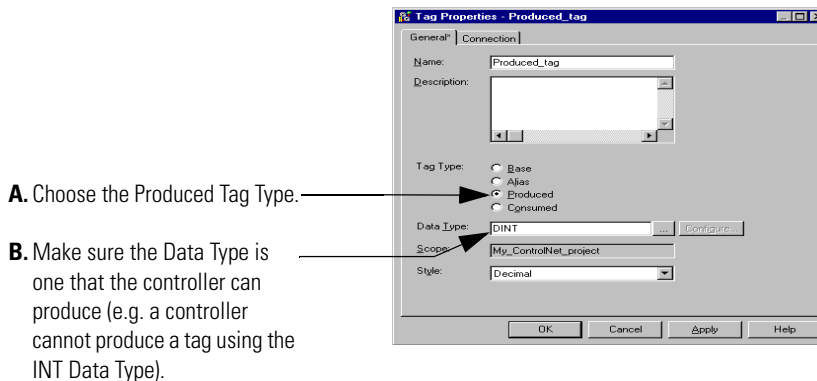 Tag Properties - Produced_tag
General* Connection
Name: Produced_tag
Description:
Tag Type: Base
Alias
Produced
Consumed
Data Type: DINT ... Configure...
Scope: My_ControlNet_project
Style: Decimal
OK Cancel Apply Help
A. Choose the Produced Tag Type.
B. Make sure the Data Type is
one that the controller can
produce (e.g. a controller
cannot produce a tag using the
INT Data Type).